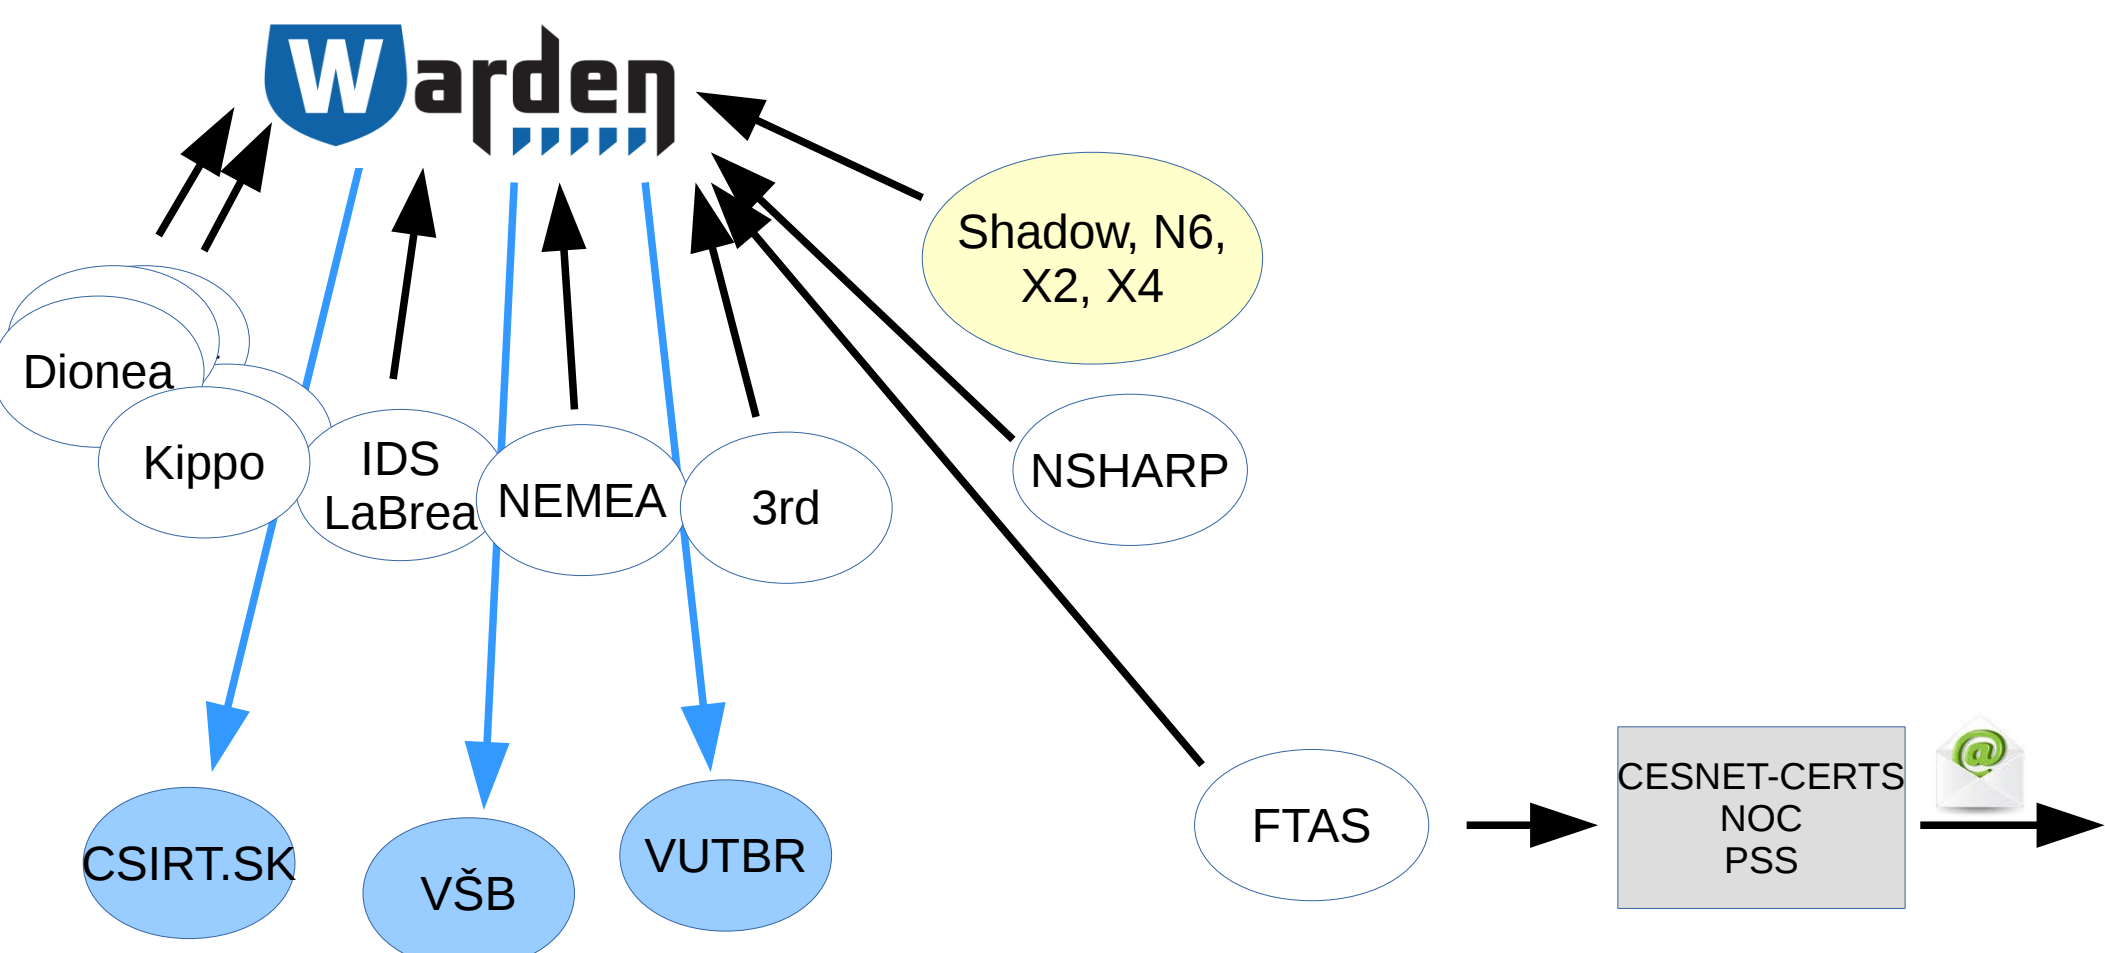 Warden
Shadow, N6,
X2, X4
Dionea
Kippo
IDS
LaBrea
NEMEA
3rd
NSHARP
CSIRT.SK
VŠB
VUTBR
FTAS
CESNET-CERTS
NOC
PSS
@